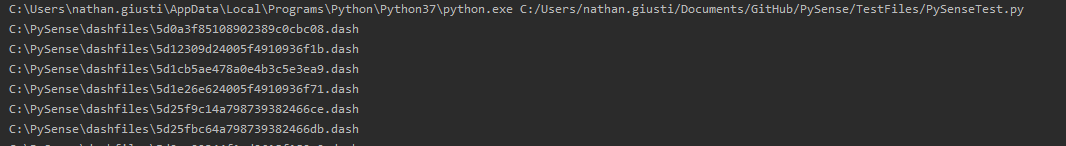 C:\Users\nathan.giusti\AppData\Local\Programs\Python\Python37\python.exe C:/Users/nathan.giusti/Documents/GitHub/PySense/TestFiles/PySenseTest.py
C:\PySense\dashfiles\5d0a3f85108902389c0cbc08.dash
C:\PySense\dashfiles\5d12309d24005f4910936f1b.dash
C:\PySense\dashfiles\5d1cb5ae478a0e4b3c5e3ea9.dash
C:\PySense\dashfiles\5d1e26e624005f4910936f71.dash
C:\PySense\dashfiles\5d25f9c14a798739382466ce.dash
C:\PySense\dashfiles\5d25fbc64a798739382466db.dash